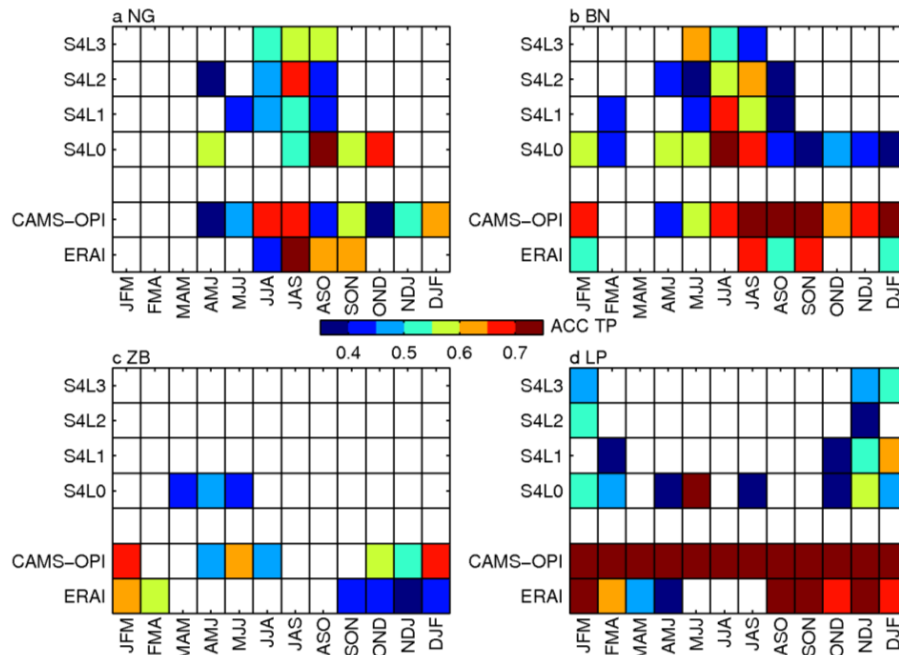 a NG
S4L3
S4L2
S4L1
S4L0
CAMS-OPI
ERAI
JFM
FMA
MAM
AMJ
MJJ
JJA
JAS
ASO
SON
OND
NDJ
DJF
b BN
S4L3
S4L2
S4L1
S4L0
CAMS-OPI
ERAI
JFM
FMA
MAM
AMJ
MJJ
JJA
JAS
ASO
SON
OND
NDJ
DJF
ACC TP
0.4 0.5 0.6 0.7
c ZB
S4L3
S4L2
S4L1
S4L0
CAMS-OPI
ERAI
JFM
FMA
MAM
AMJ
MJJ
JJA
JAS
ASO
SON
OND
NDJ
DJF
d LP
S4L3
S4L2
S4L1
S4L0
CAMS-OPI
ERAI
JFM
FMA
MAM
AMJ
MJJ
JJA
JAS
ASO
SON
OND
NDJ
DJF